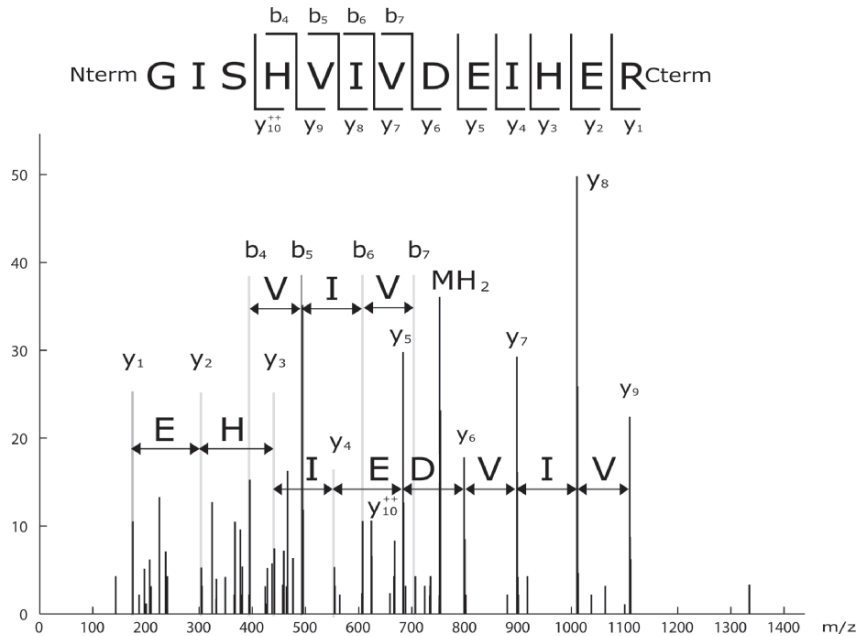 b₄ b₅ b₆ b₇
Nterm G I S H V I V D E I H E R Cterm
y₁₀⁺⁺ y₉ y₈ y₇ y₆ y₅ y₄ y₃ y₂ y₁
50
y₈
b₄ b₅ b₆ b₇
40
V I V
MH₂
y₅
y₇
30
y₁ y₂ y₃
y₉
E H
y₄
y₆
20
I E D V I V
y₁₀⁺⁺
10
0
0 100 200 300 400 500 600 700 800 900 1000 1100 1200 1300 1400 m/z